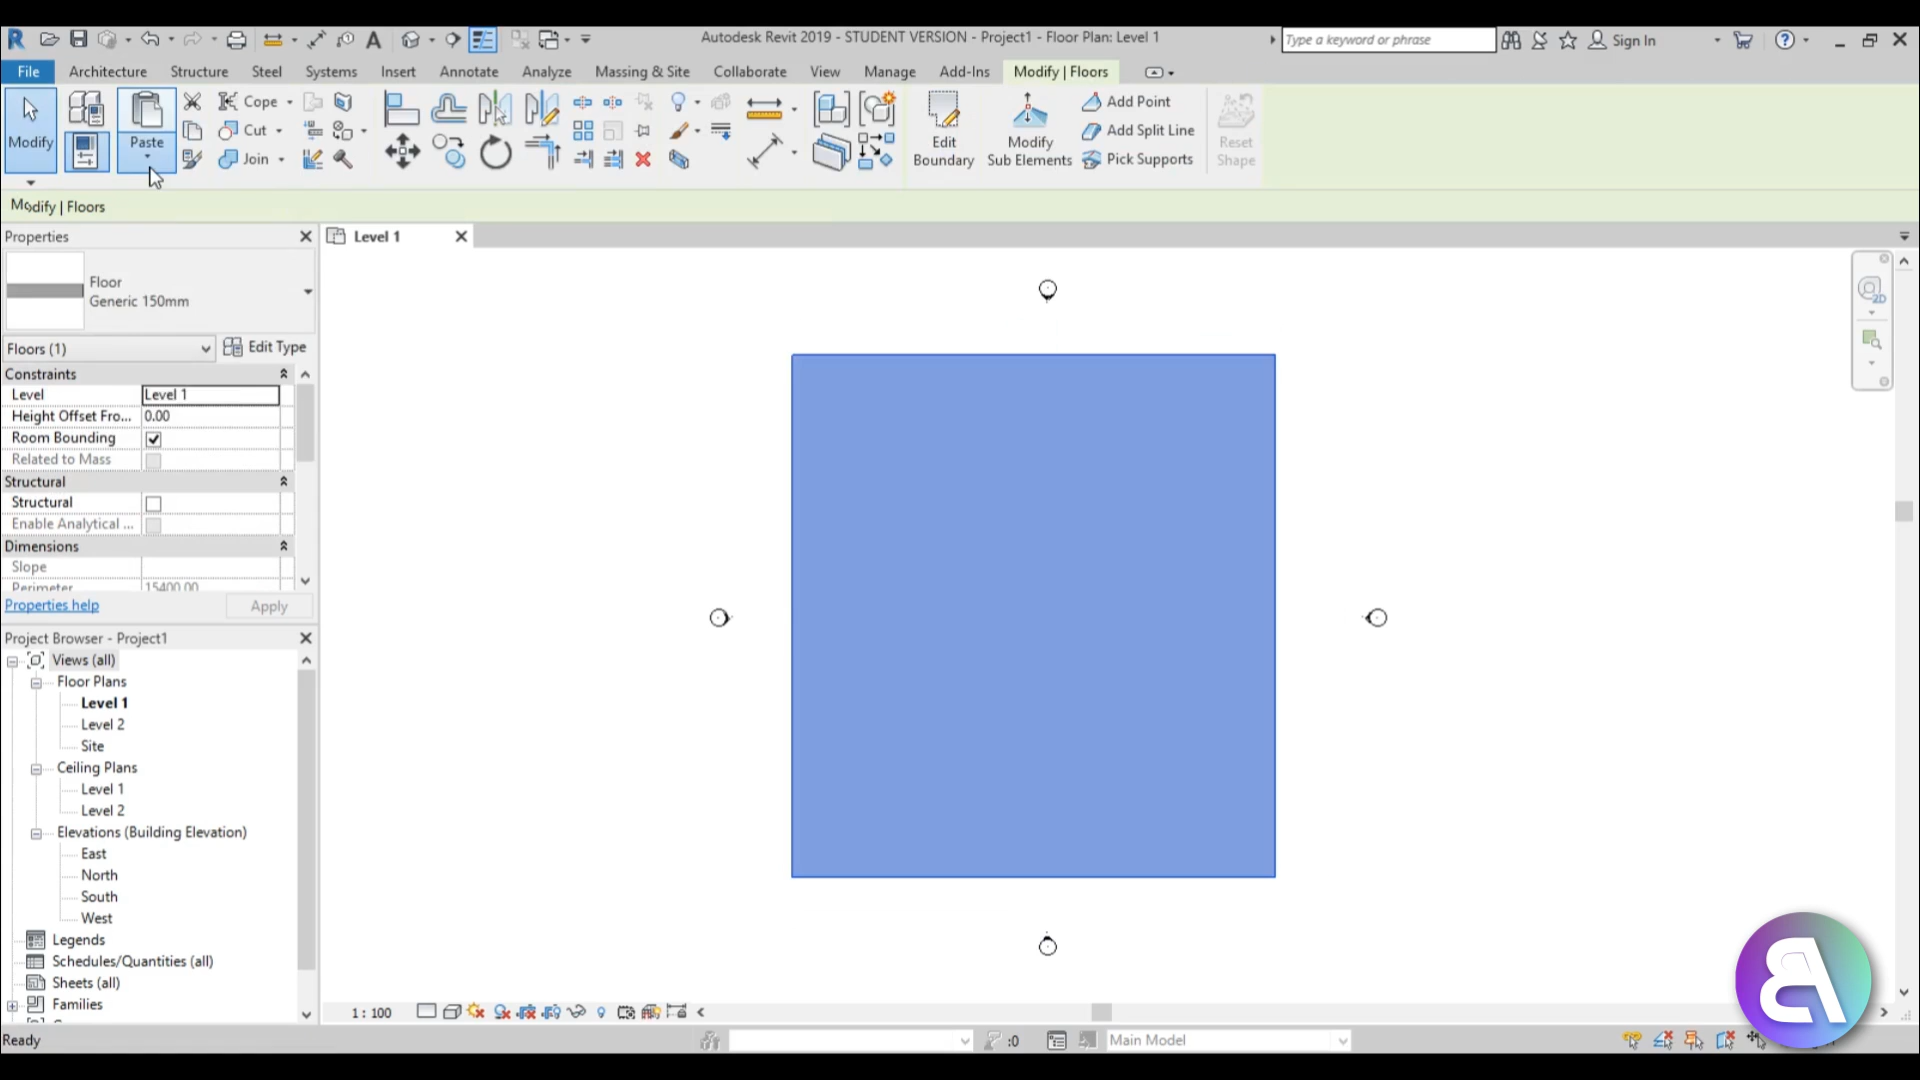 Autodesk Revit 2019 - STUDENT VERSION - Project1 - Floor Plan: Level 1
Type a keyword or phrase
Sign In
File Architecture Structure Steel Systems Insert Annotate Analyze Massing & Site Collaborate View Manage Add-Ins Modify | Floors
Modify
Paste
Cope
Cut
Join
Edit Boundary
Modify Sub Elements
Add Point
Add Split Line
Pick Supports
Reset Shape
Modify | Floors
Properties
Level 1
Floor
Generic 150mm
Floors (1)
Edit Type
Constraints
Level Level 1
Height Offset Fro... 0.00
Room Bounding
Related to Mass
Structural
Structural
Enable Analytical ...
Dimensions
Slope
Perimeter 15400.00
Properties help
Apply
Project Browser - Project1
Views (all)
Floor Plans
Level 1
Level 2
Site
Ceiling Plans
Level 1
Level 2
Elevations (Building Elevation)
East
North
South
West
Legends
Schedules/Quantities (all)
Sheets (all)
Families
1 : 100
Ready
:0
Main Model
2D